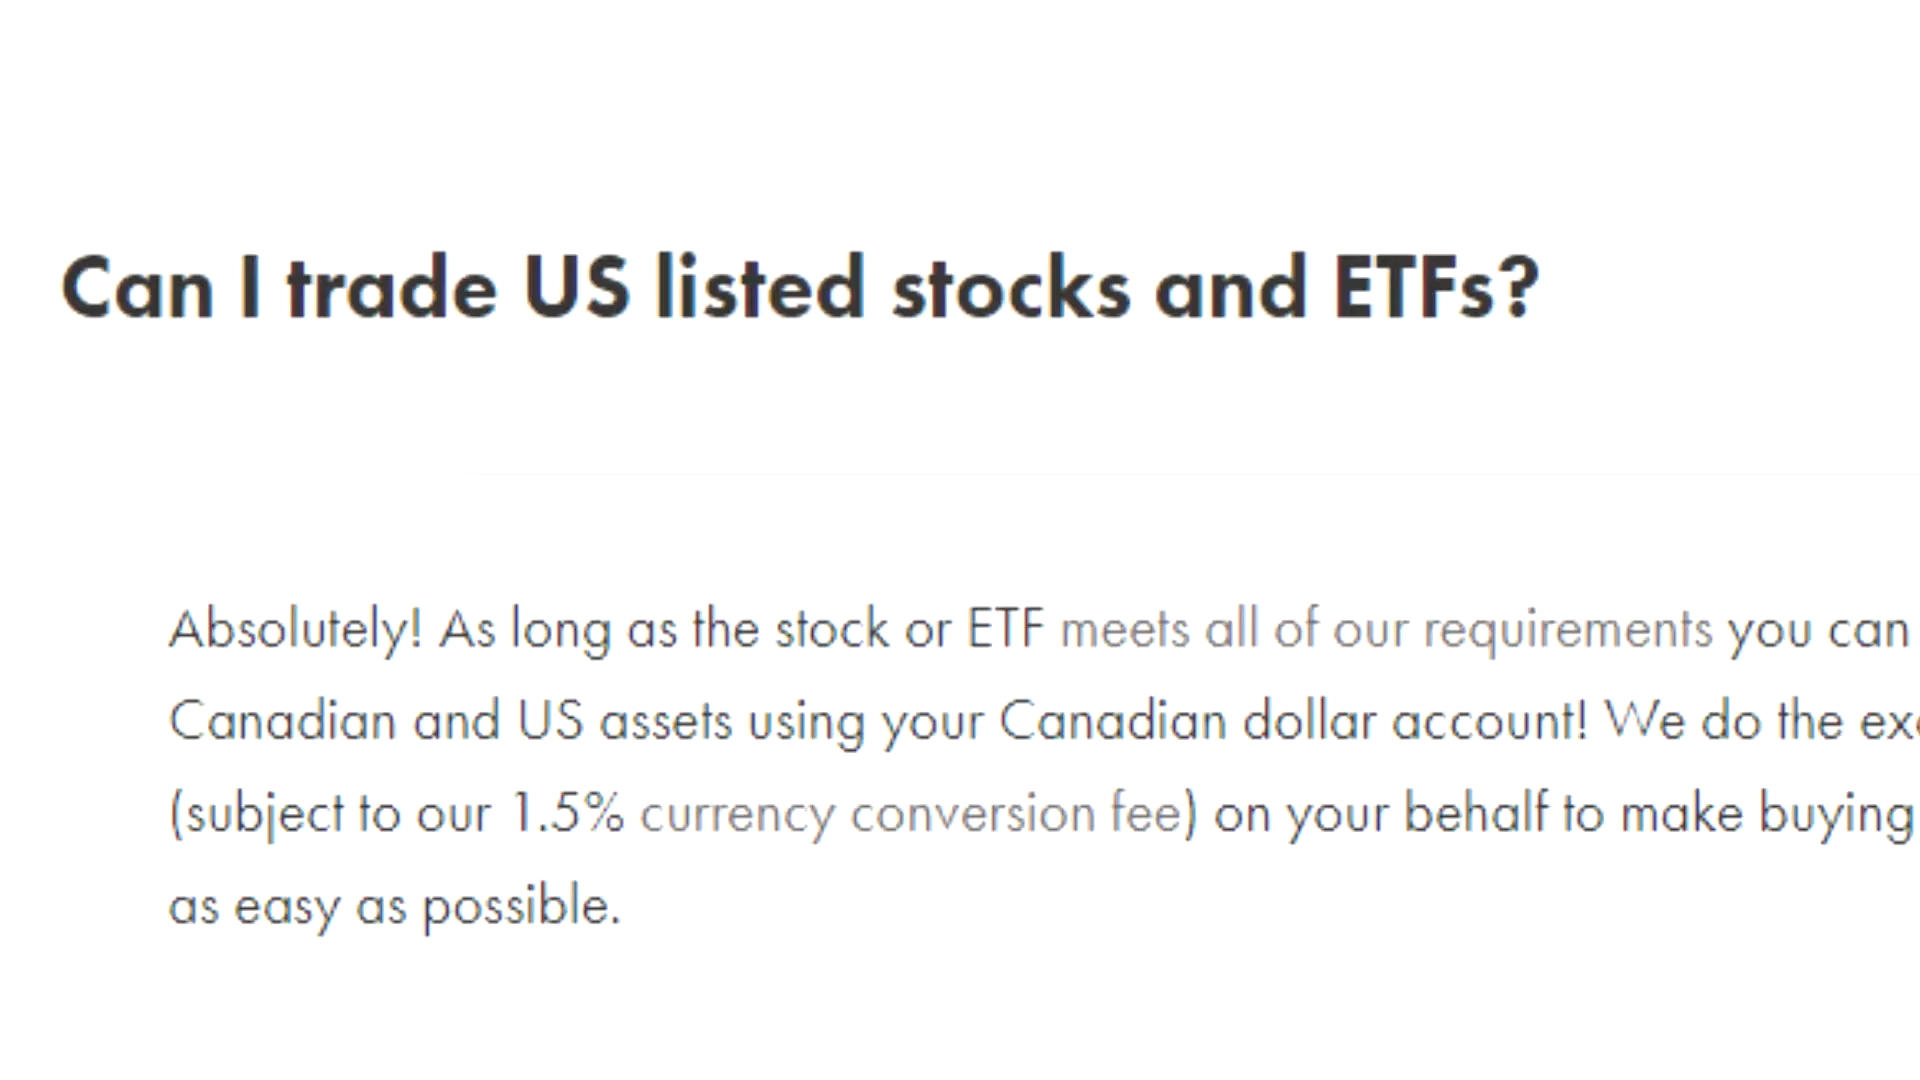 Can I trade US listed stocks and ETFs?
Absolutely! As long as the stock or ETF meets all of our requirements you can
Canadian and US assets using your Canadian dollar account! We do the
(subject to our 1.5% currency conversion fee) on your behalf to make buying
as easy as possible.